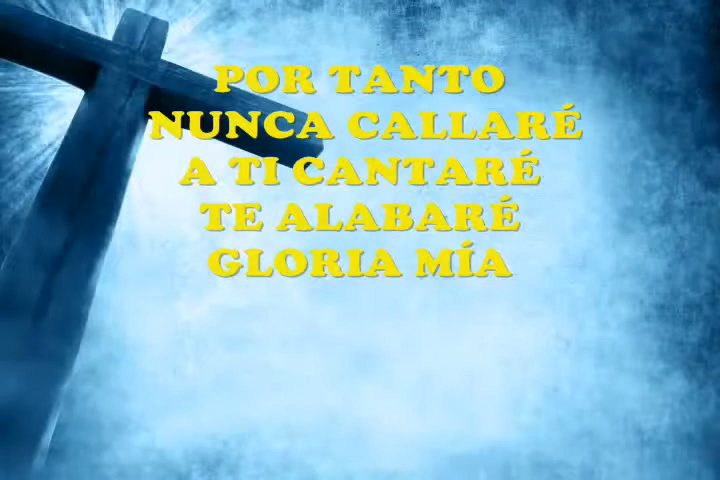 POR TANTO
NUNCA CALLARÉ
A TI CANTARÉ
TE ALABARÉ
GLORIA MÍA